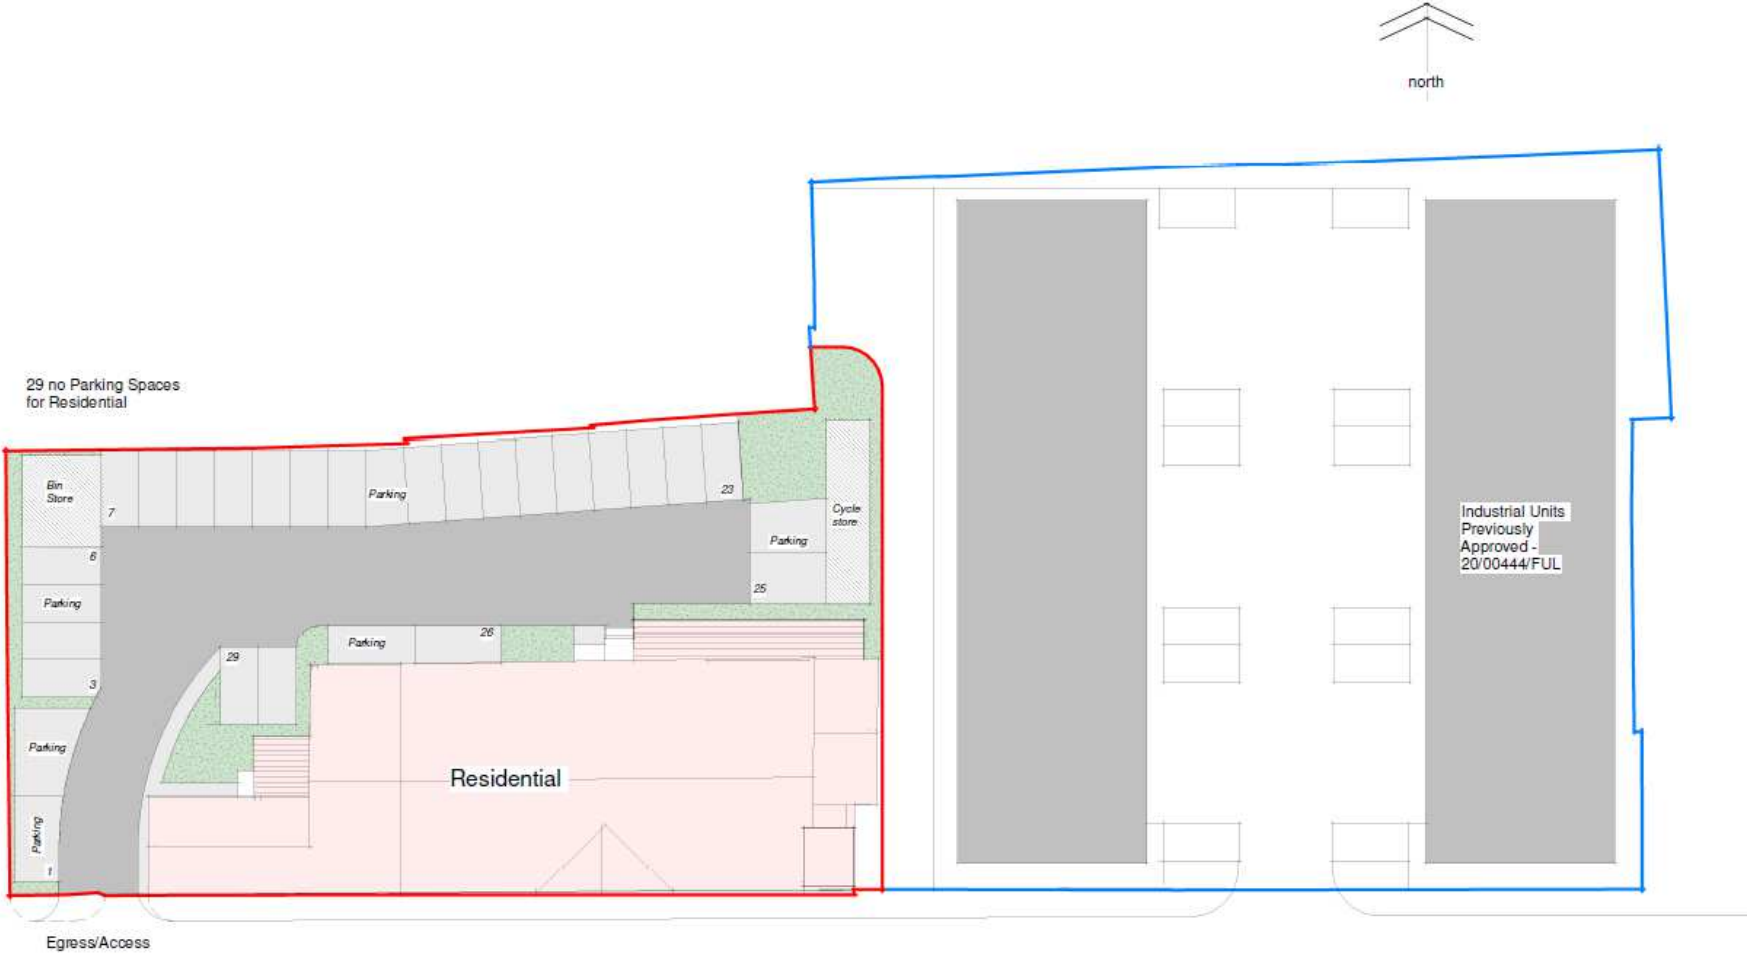 north
29 no Parking Spaces
for Residential
Bin
Store
7
Parking
23
Cycle
store
6
Parking
25
Parking
3
Parking
26
29
Parking
Parking
1
Residential
Industrial Units
Previously
Approved -
20/00444/FUL
Egress/Access